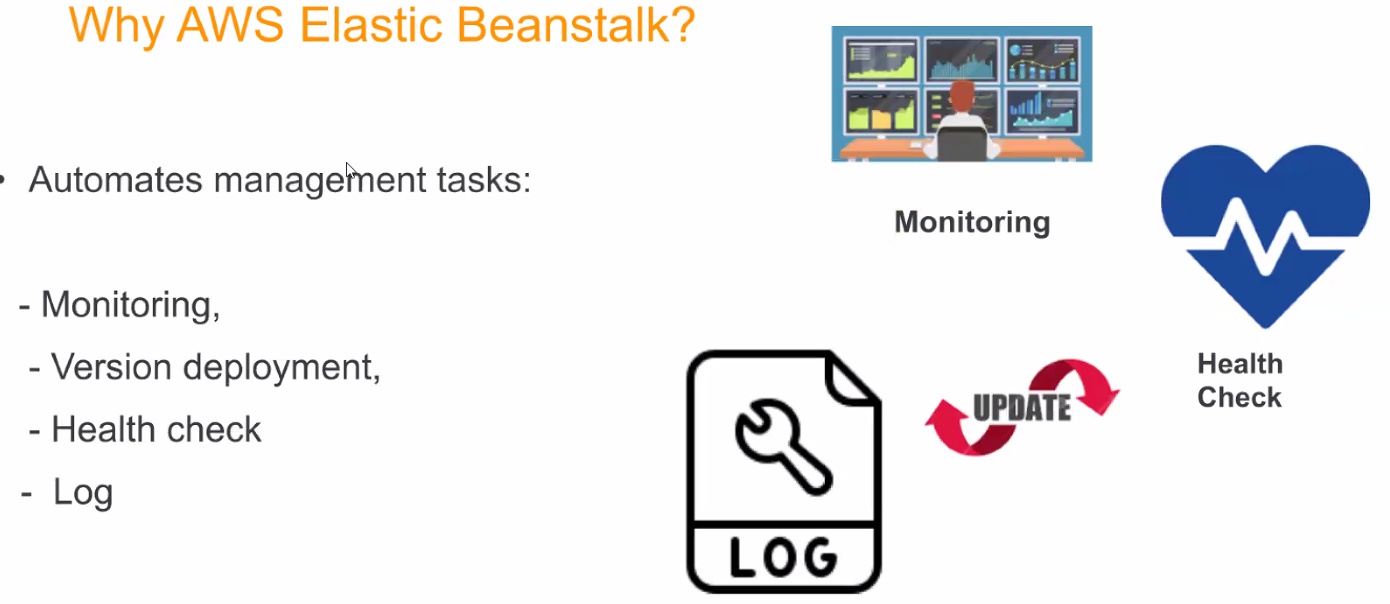 Why AWS Elastic Beanstalk?
• Automates management tasks:
- Monitoring,
- Version deployment,
- Health check
- Log
Monitoring
Health
Check
UPDATE
LOG